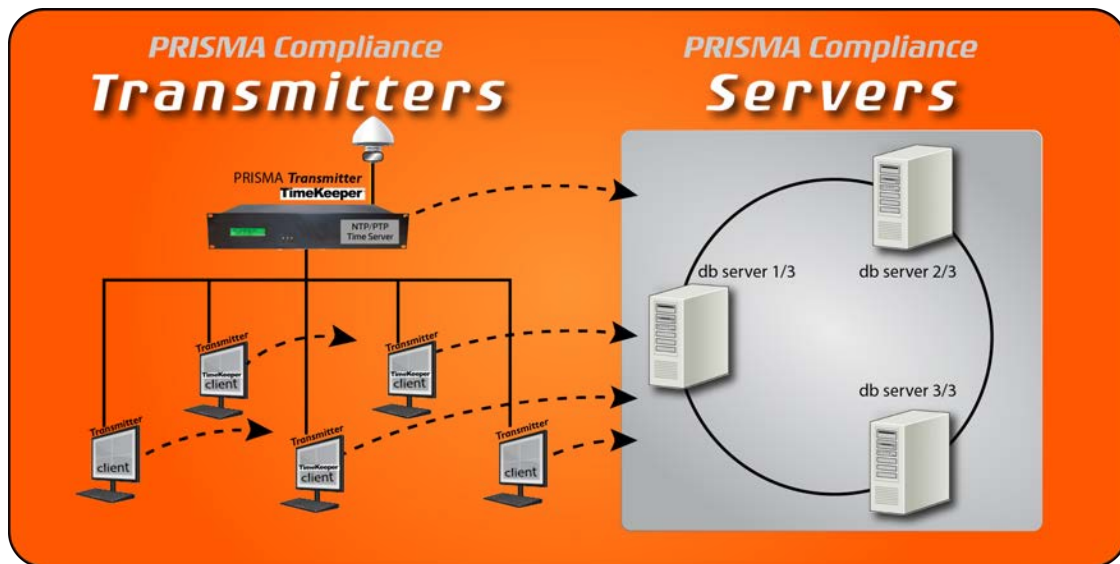 PRISMA Compliance
Transmitters
PRISMA Compliance
Servers
PRISMA Transmitter
TimeKeeper
NTP/PTP
Time Server
db server 1/3
db server 2/3
Transmitter
TimeKeeper
client
Transmitter
TimeKeeper
client
db server 3/3
Transmitter
client
Transmitter
TimeKeeper
client
Transmitter
client